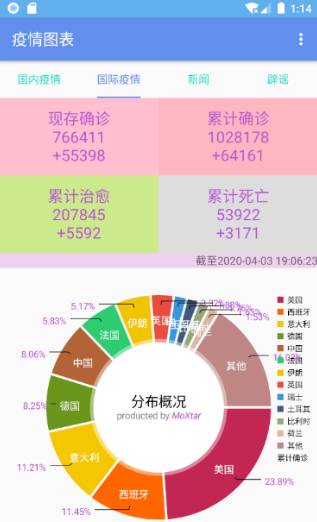 1:14
疫情图表
国内疫情 国际疫情 新闻 辟谣
现存确诊
766411
+55398
累计确诊
1028178
+64161
累计治愈
207845
+5592
累计死亡
53922
+3171
截至2020-04-03 19:06:23
美国
西班牙
意大利
德国
中国
法国
伊朗
英国
瑞士
土耳其
比利时
荷兰
其他
累计确诊
5.17%
5.83%
8.06%
8.25%
11.21%
11.45%
23.89%
1.53%
伊朗
英国
法国
中国
德国
意大利
西班牙
美国
其他
分布概况
producted by MoXtar